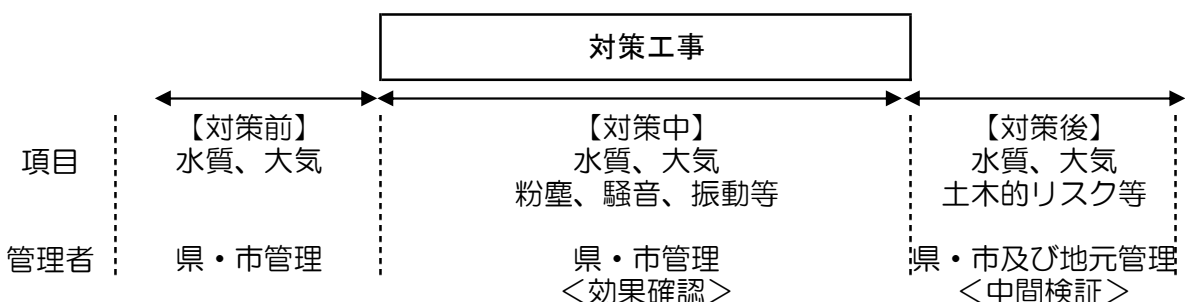 対策工事
【対策前】 【対策中】 【対策後】
項目 水質、大気 水質、大気 水質、大気
粉塵、騒音、振動等 土木的リスク等
管理者 県・市管理 県・市管理 県・市及び地元管理
＜効果確認＞ ＜中間検証＞